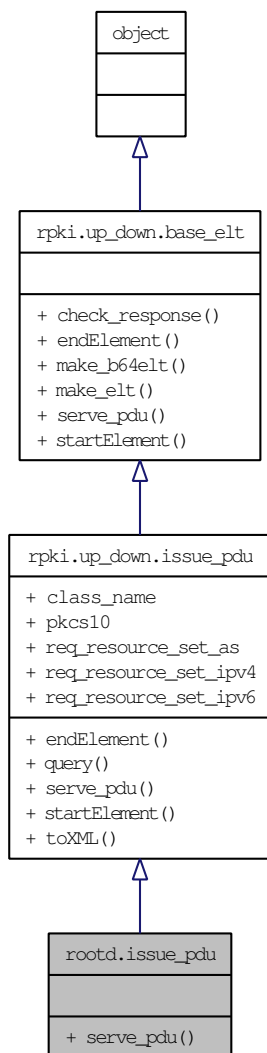 object
rpki.up_down.base_elt
+ check_response()
+ endElement()
+ make_b64elt()
+ make_elt()
+ serve_pdu()
+ startElement()
rpki.up_down.issue_pdu
+ class_name
+ pkcs10
+ req_resource_set_as
+ req_resource_set_ipv4
+ req_resource_set_ipv6
+ endElement()
+ query()
+ serve_pdu()
+ startElement()
+ toXML()
rootd.issue_pdu
+ serve_pdu()